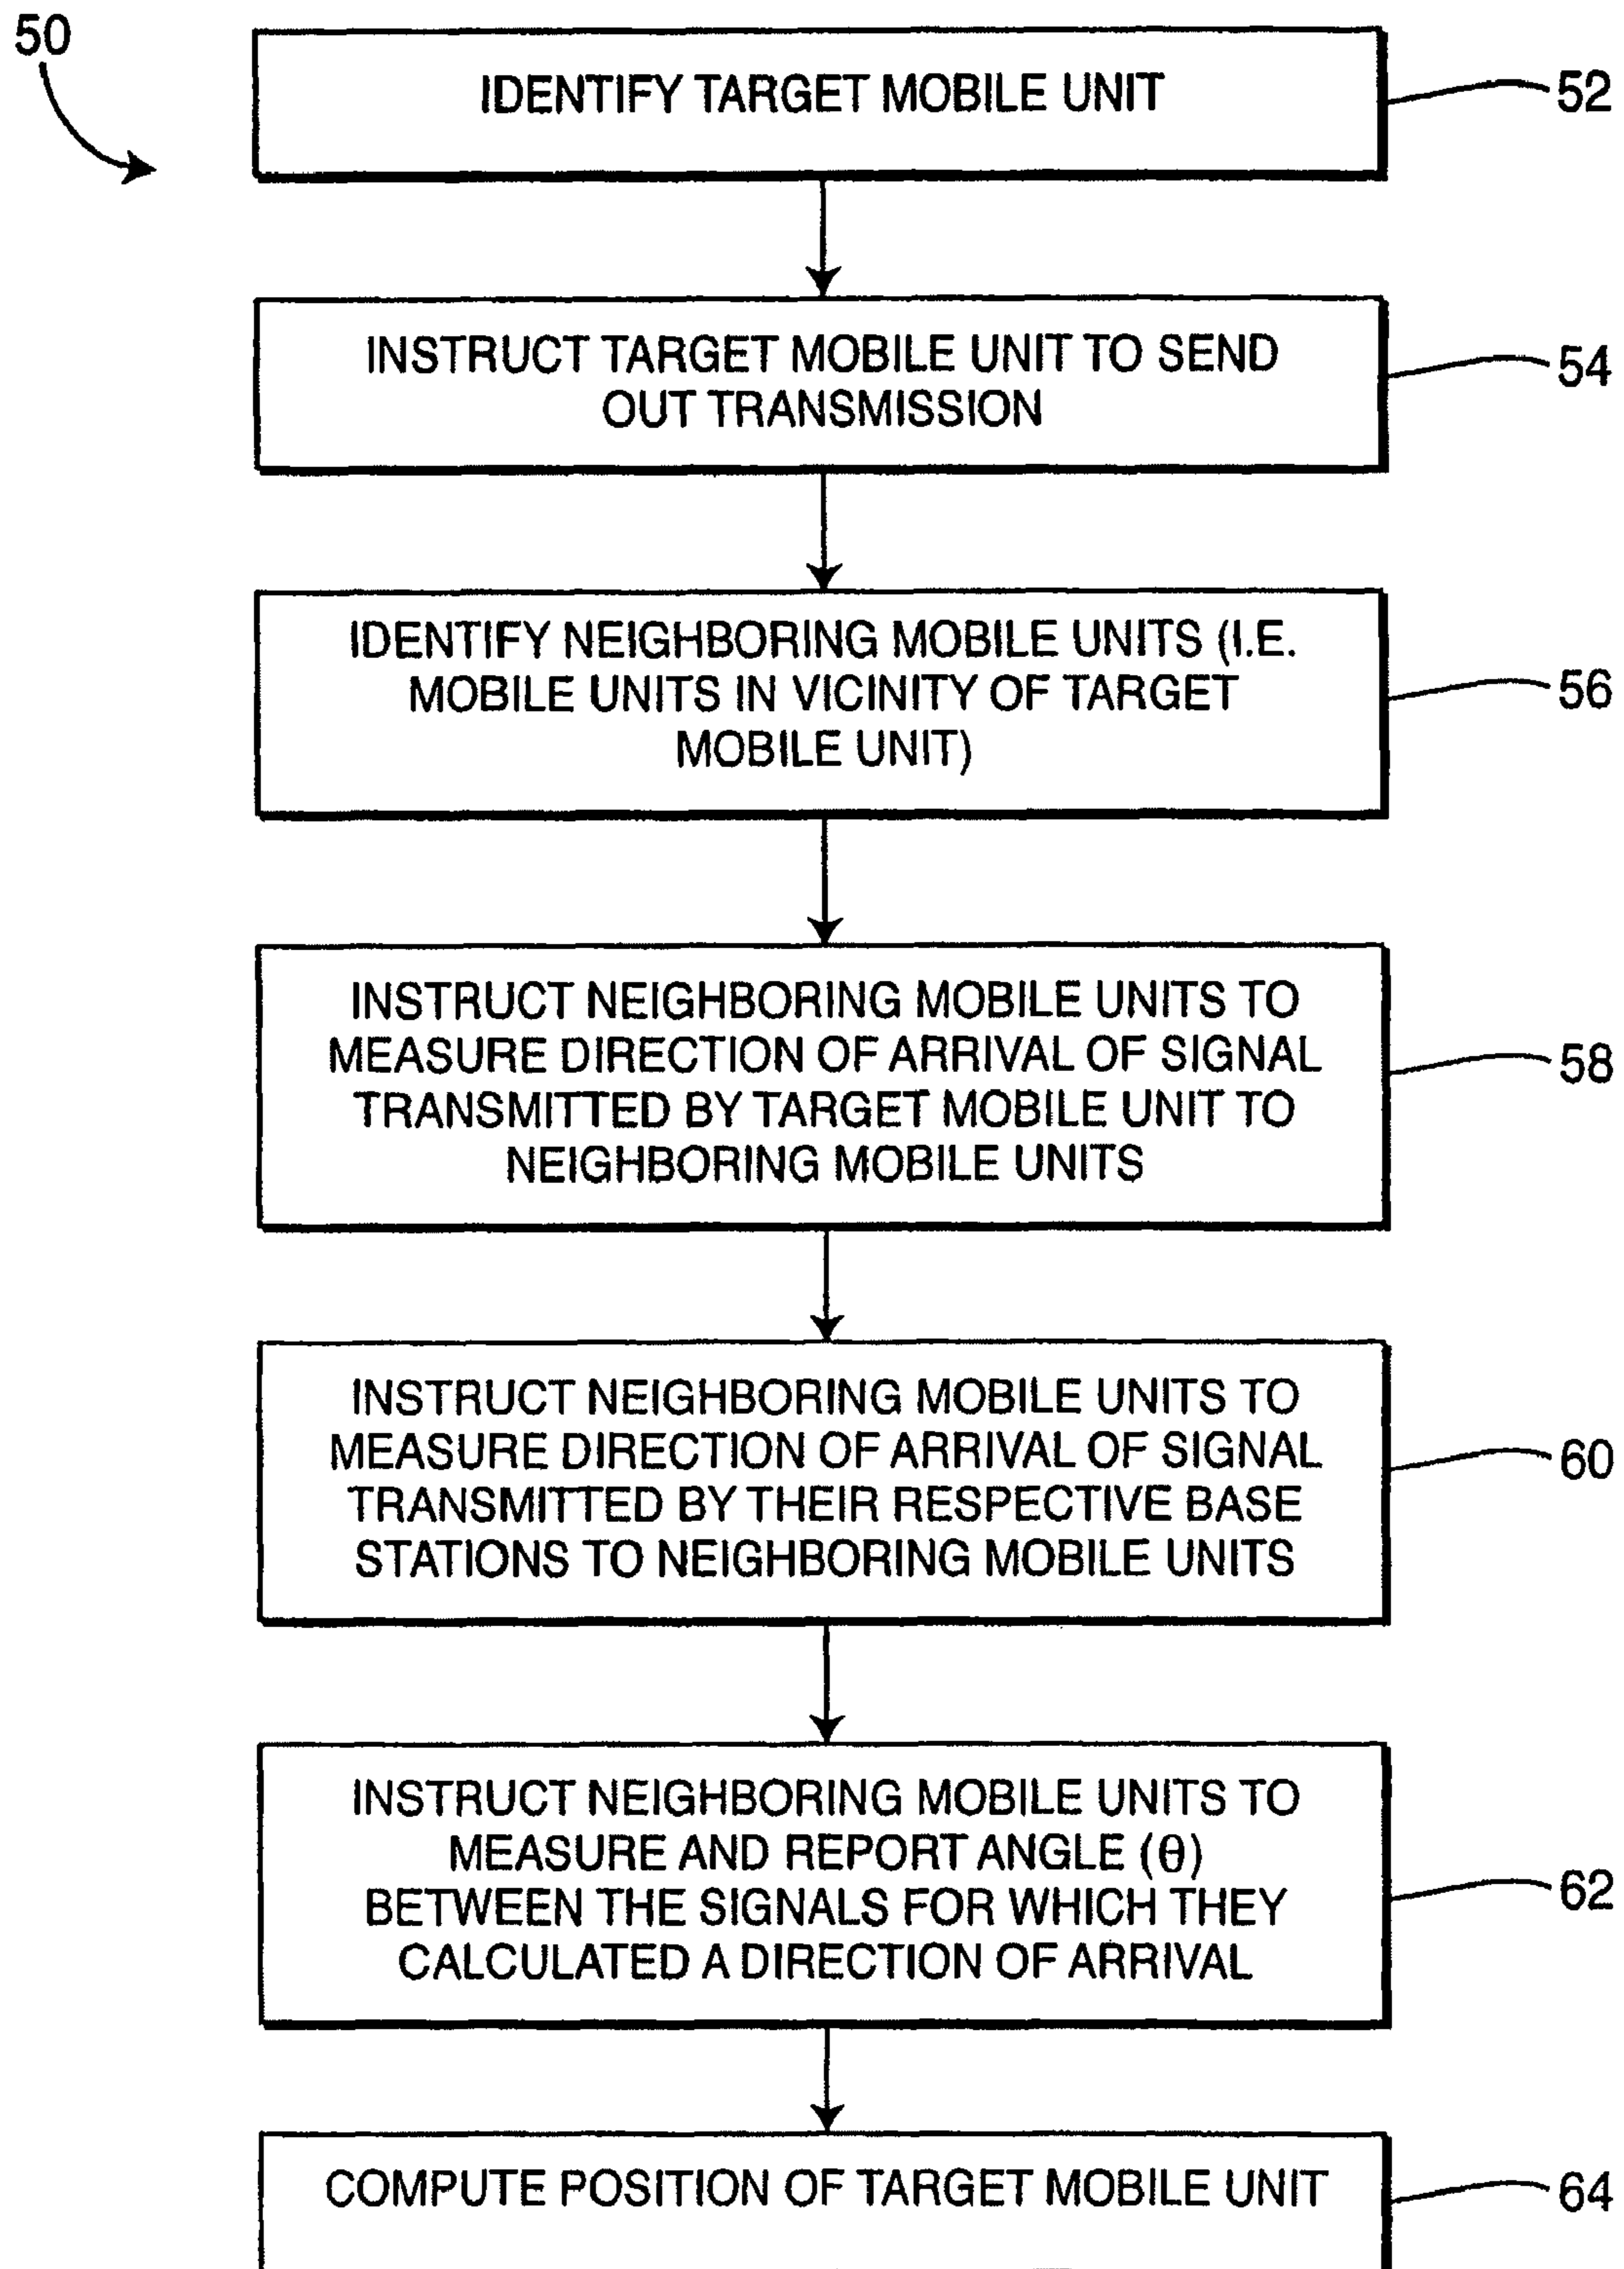 50
IDENTIFY TARGET MOBILE UNIT
52
INSTRUCT TARGET MOBILE UNIT TO SEND
OUT TRANSMISSION
54
IDENTIFY NEIGHBORING MOBILE UNITS (I.E.
MOBILE UNITS IN VICINITY OF TARGET
MOBILE UNIT)
56
INSTRUCT NEIGHBORING MOBILE UNITS TO
MEASURE DIRECTION OF ARRIVAL OF SIGNAL
TRANSMITTED BY TARGET MOBILE UNIT TO
NEIGHBORING MOBILE UNITS
58
INSTRUCT NEIGHBORING MOBILE UNITS TO
MEASURE DIRECTION OF ARRIVAL OF SIGNAL
TRANSMITTED BY THEIR RESPECTIVE BASE
STATIONS TO NEIGHBORING MOBILE UNITS
60
INSTRUCT NEIGHBORING MOBILE UNITS TO
MEASURE AND REPORT ANGLE (θ)
BETWEEN THE SIGNALS FOR WHICH THEY
CALCULATED A DIRECTION OF ARRIVAL
62
COMPUTE POSITION OF TARGET MOBILE UNIT
64